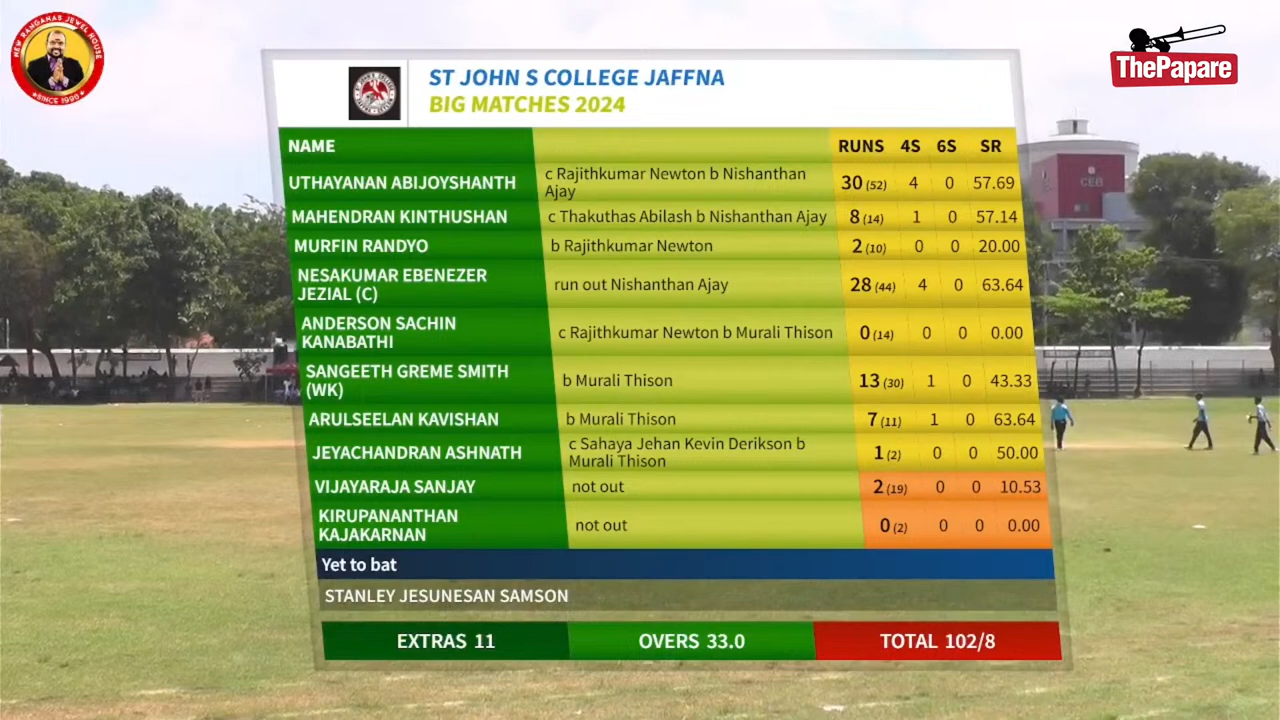 NEW RANGANAS JEWEL HOUSE
SINCE 1990
ThePapare
ST JOHN S COLLEGE JAFFNA
BIG MATCHES 2024
NAME RUNS 4S 6S SR
UTHAYANAN ABIJOYSHANTH c Rajithkumar Newton b Nishanthan Ajay 30 (52) 4 0 57.69
MAHENDRAN KINTHUSHAN c Thakuthas Abilash b Nishanthan Ajay 8 (14) 1 0 57.14
MURFIN RANDYO b Rajithkumar Newton 2 (10) 0 0 20.00
NESAKUMAR EBENEZER JEZIAL (C) run out Nishanthan Ajay 28 (44) 4 0 63.64
ANDERSON SACHIN KANABATHI c Rajithkumar Newton b Murali Thison 0 (14) 0 0 0.00
SANGEETH GREME SMITH (WK) b Murali Thison 13 (30) 1 0 43.33
ARULSEELAN KAVISHAN b Murali Thison 7 (11) 1 0 63.64
JEYACHANDRAN ASHNATH c Sahaya Jehan Kevin Derikson b Murali Thison 1 (2) 0 0 50.00
VIJAYARAJA SANJAY not out 2 (19) 0 0 10.53
KIRUPANANTHAN KAJAKARNAN not out 0 (2) 0 0 0.00
Yet to bat
STANLEY JESUNESAN SAMSON
EXTRAS 11 OVERS 33.0 TOTAL 102/8
CEB